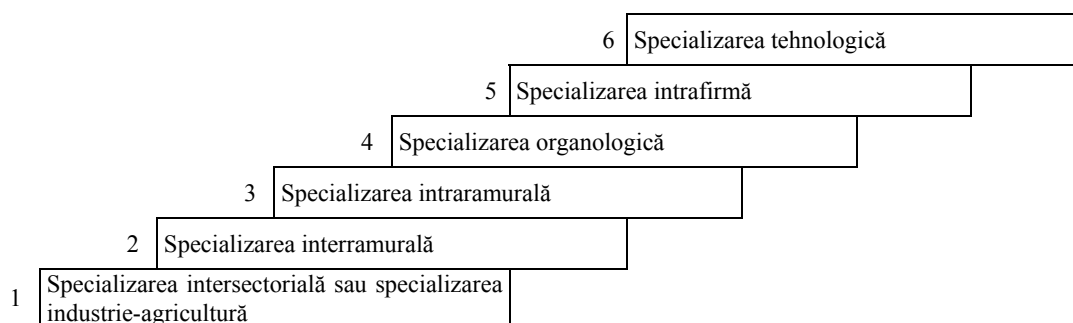 6 Specializarea tehnologică
5 Specializarea intrafirmă
4 Specializarea organologică
3 Specializarea intraramurală
2 Specializarea interramurală
1 Specializarea intersectorială sau specializarea
industrie-agricultură